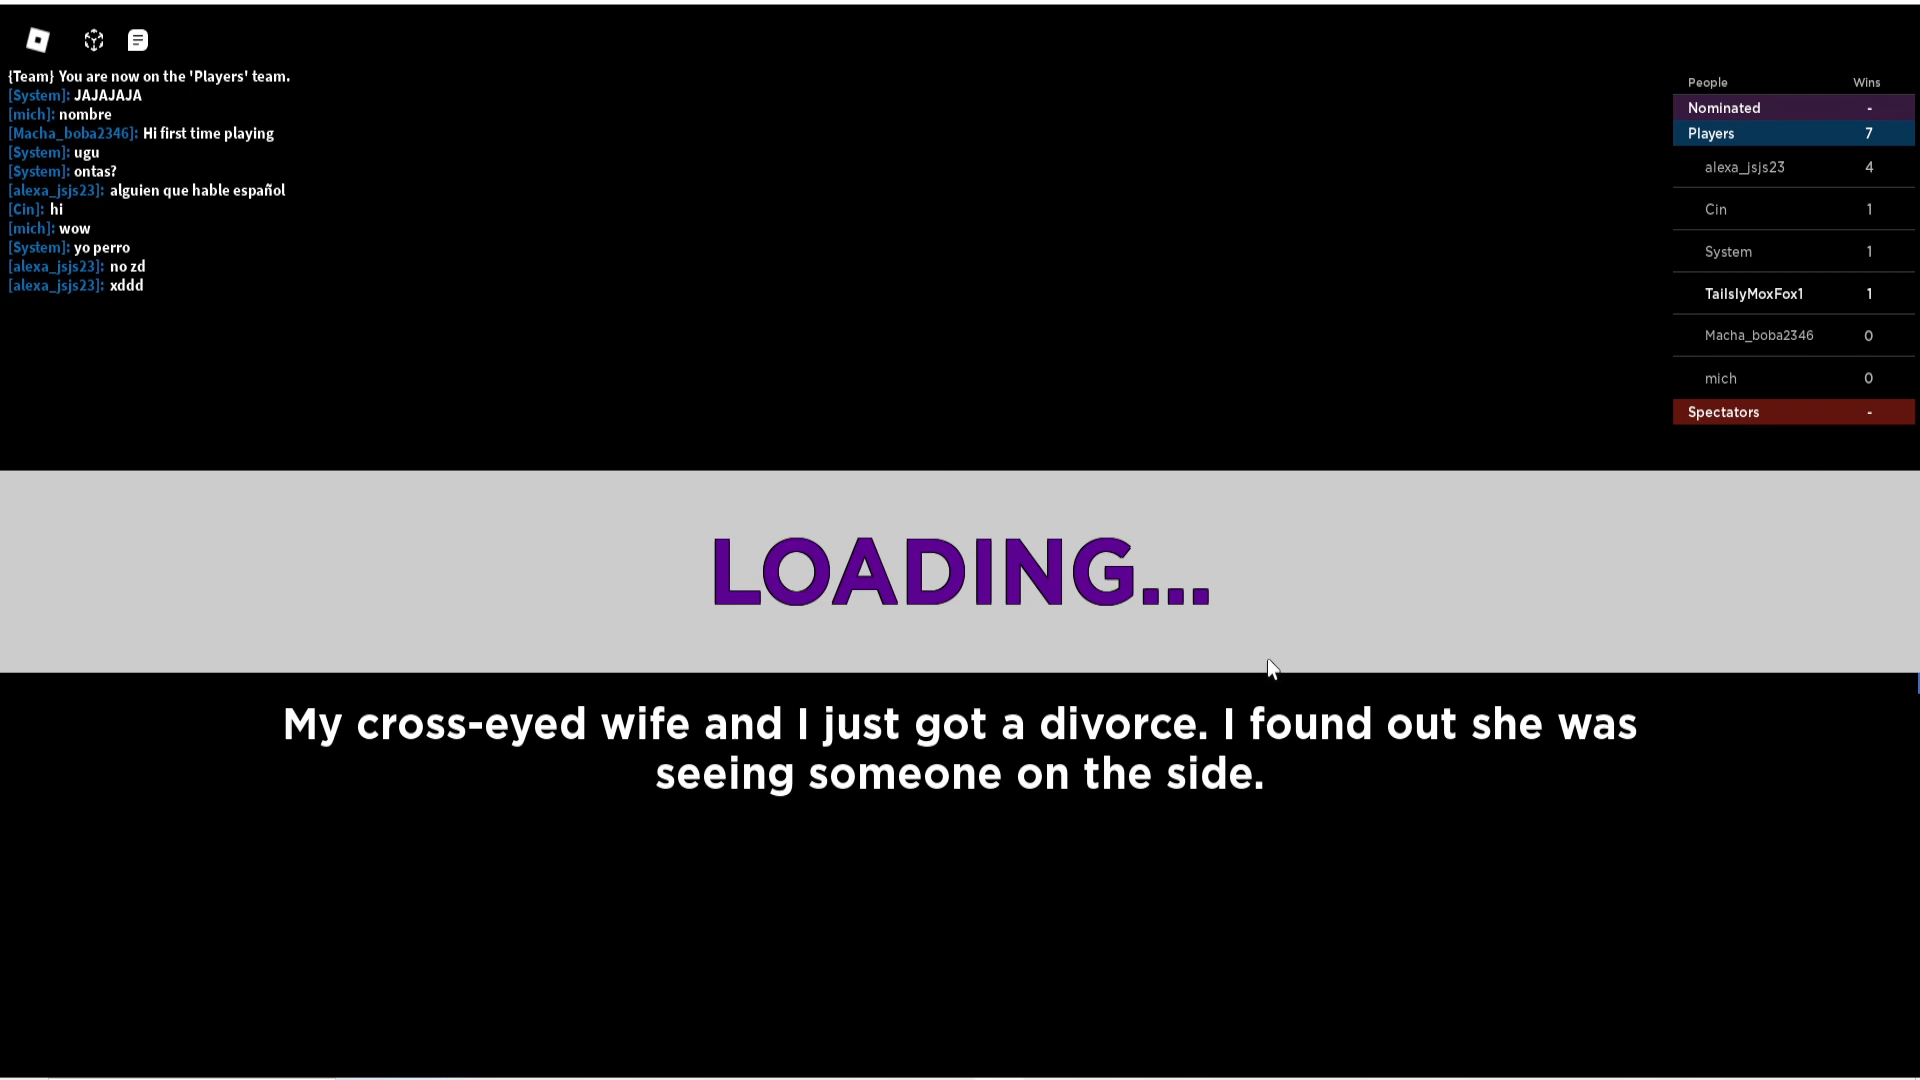 {Team} You are now on the 'Players' team.
[System]: JAJAJAJA
[mich]: nombre
[Macha_boba2346]: Hi first time playing
[System]: ugu
[System]: ontas?
[alexa_jsjs23]: alguien que hable español
[Cin]: hi
[mich]: wow
[System]: yo perro
[alexa_jsjs23]: no zd
[alexa_jsjs23]: xddd
People Wins
Nominated -
Players 7
alexa_jsjs23 4
Cin 1
System 1
TailslyMoxFox1 1
Macha_boba2346 0
mich 0
Spectators -
LOADING...
My cross-eyed wife and I just got a divorce. I found out she was
seeing someone on the side.